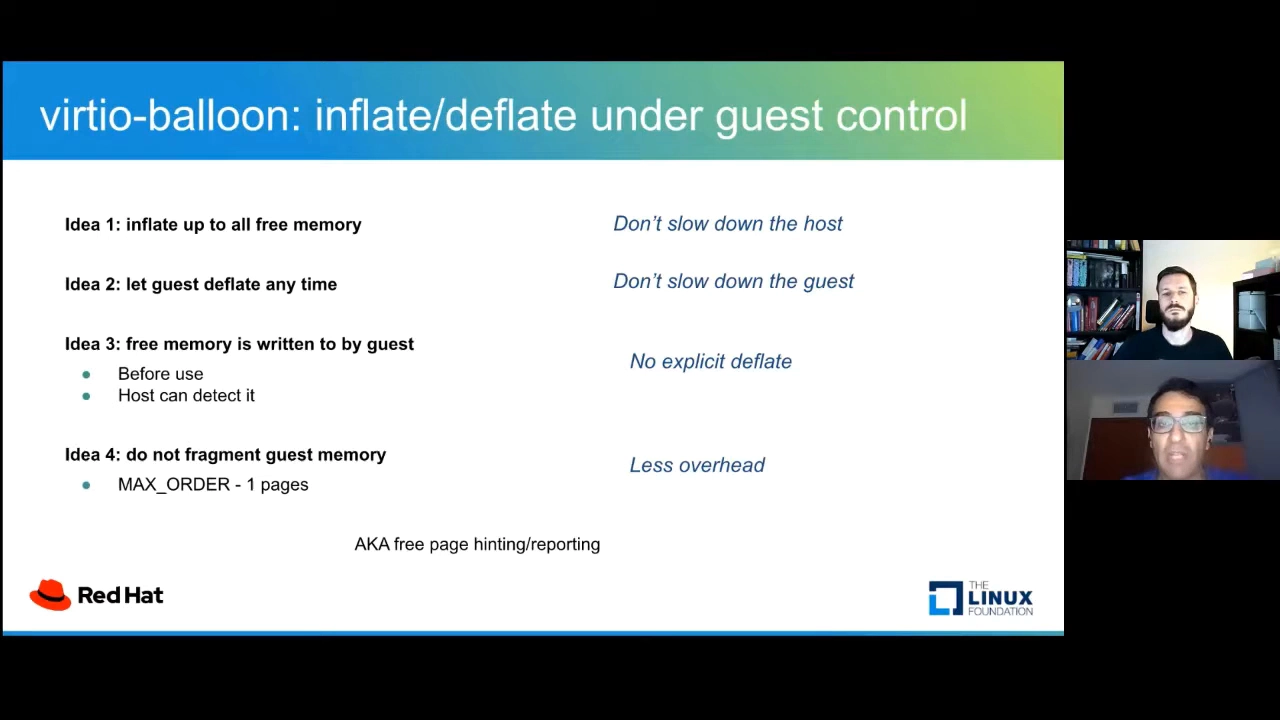 virtio-balloon: inflate/deflate under guest control
Idea 1: inflate up to all free memory
Don't slow down the host
Idea 2: let guest deflate any time
Don't slow down the guest
Idea 3: free memory is written to by guest
Before use
Host can detect it
No explicit deflate
Idea 4: do not fragment guest memory
MAX_ORDER - 1 pages
Less overhead
AKA free page hinting/reporting
Red Hat
THE
LINUX
FOUNDATION